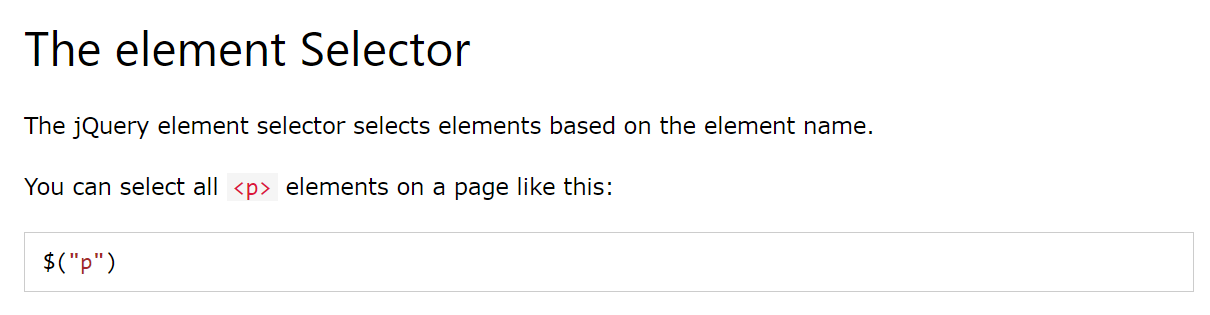 The element Selector
The jQuery element selector selects elements based on the element name.
You can select all <p> elements on a page like this:
$("p")